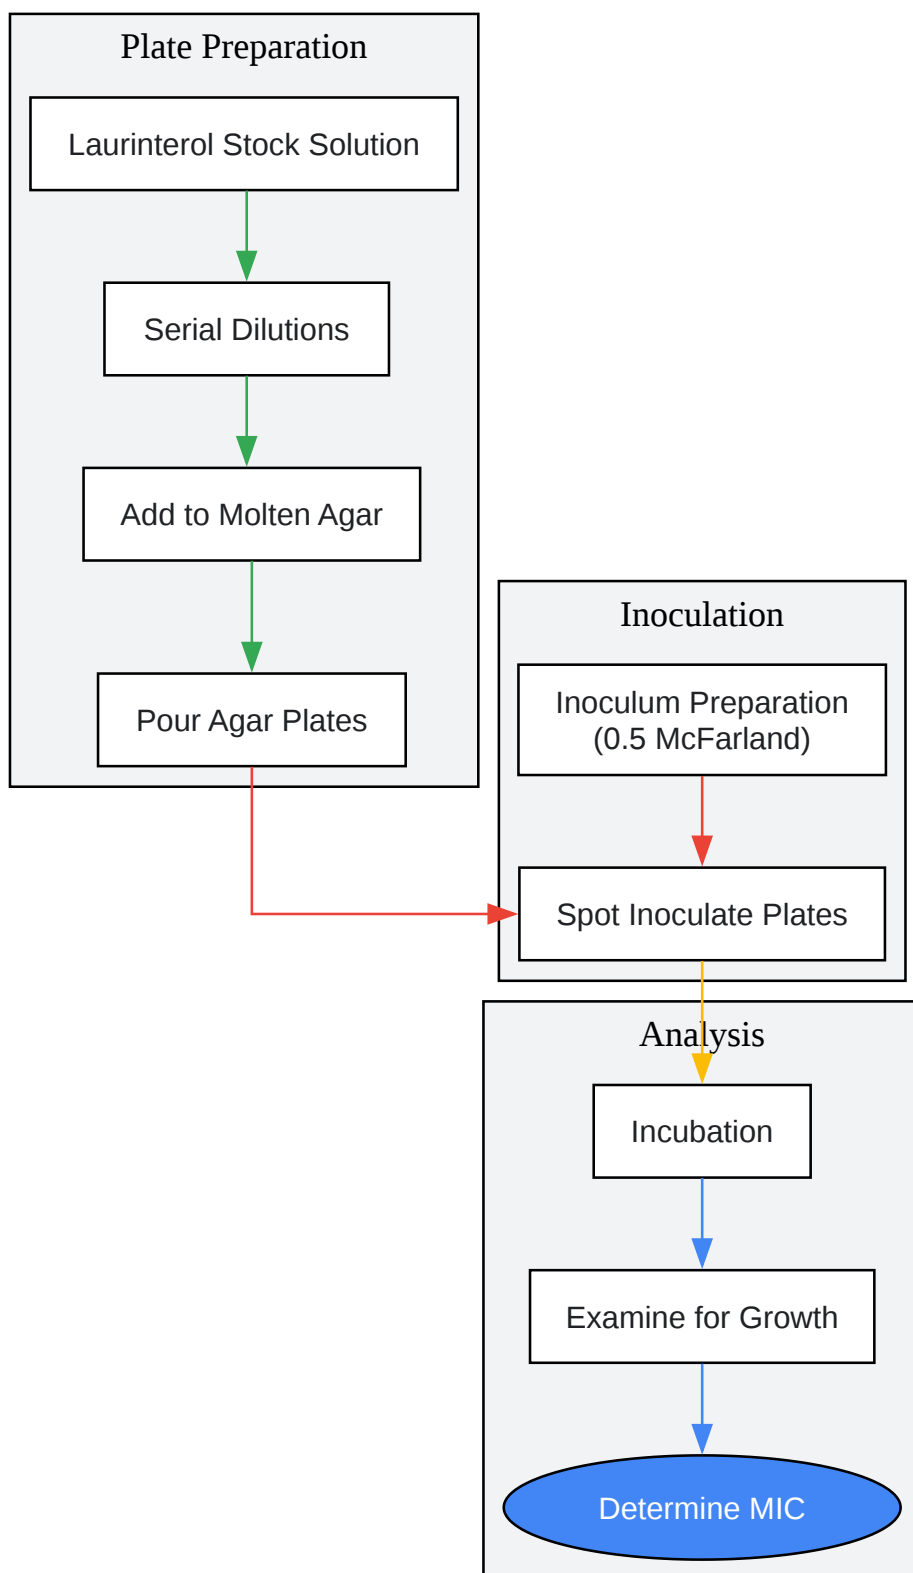 Plate Preparation
Laurinterol Stock Solution
Serial Dilutions
Add to Molten Agar
Pour Agar Plates
Inoculation
Inoculum Preparation
(0.5 McFarland)
Spot Inoculate Plates
Analysis
Incubation
Examine for Growth
Determine MIC